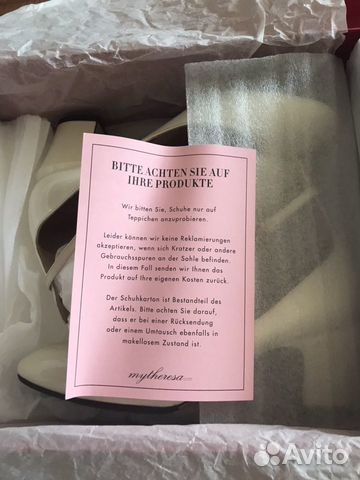 BITTE ACHTEN SIE AUF
IHRE PRODUKTE
Wir bitten Sie, Schuhe nur auf
Teppichen anzuprobieren.
Leider können wir keine Reklamierungen
akzeptieren, wenn sich Kratzer oder andere
Gebrauchsspuren an der Sohle befinden.
In diesem Fall senden wir Ihnen das
Produkt auf Ihre eigenen Kosten zurück.
Der Schuhkarton ist Bestandteil des
Artikels. Bitte achten Sie darauf,
dass er bei einer Rücksendung
oder einem Umtausch ebenfalls in
makellosem Zustand ist.
mytheresa.com
Avito